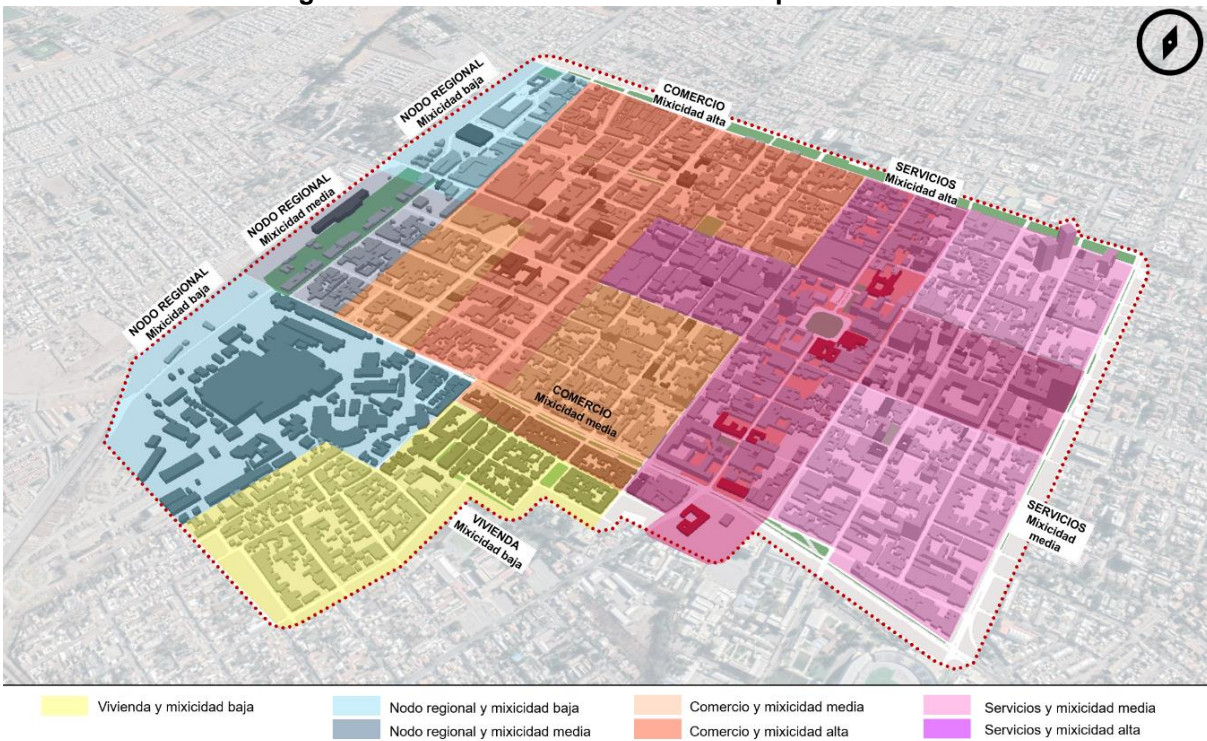 NODO REGIONAL
Mixicidad baja
COMERCIO
Mixicidad alta
SERVICIOS
Mixicidad alta
NODO REGIONAL
Mixicidad media
NODO REGIONAL
Mixicidad baja
COMERCIO
Mixicidad media
VIVIENDA
Mixicidad baja
SERVICIOS
Mixicidad
media
Vivienda y mixicidad baja
Nodo regional y mixicidad baja
Nodo regional y mixicidad media
Comercio y mixicidad media
Comercio y mixicidad alta
Servicios y mixicidad media
Servicios y mixicidad alta